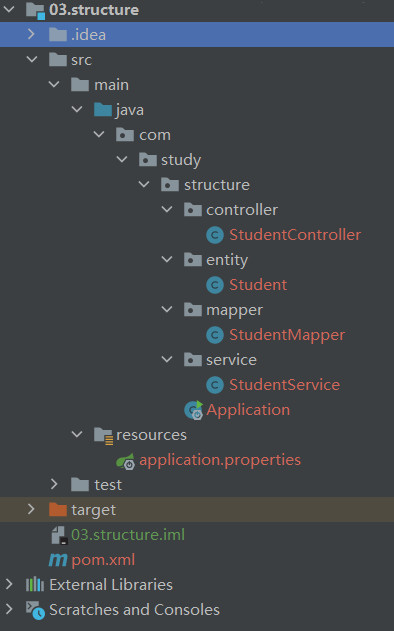 03.structure
.idea
src
main
java
com
study
structure
controller
StudentController
entity
Student
mapper
StudentMapper
service
StudentService
Application
resources
application.properties
test
target
03.structure.iml
pom.xml
External Libraries
Scratches and Consoles